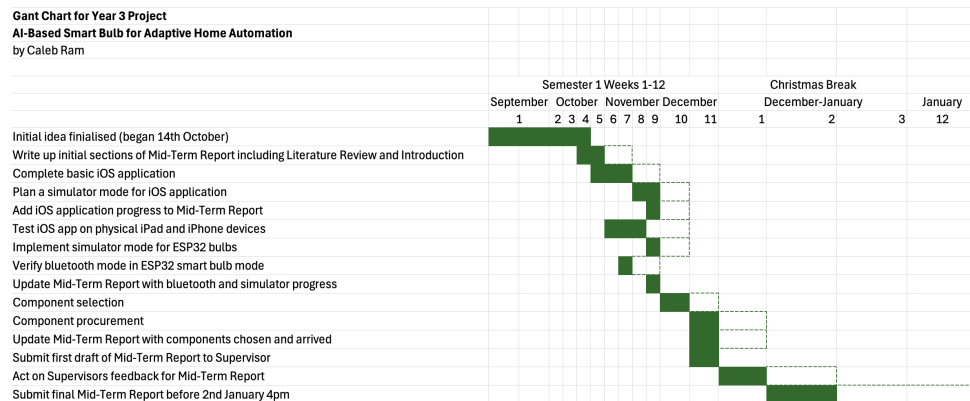 Gant Chart for Year 3 Project
AI-Based Smart Bulb for Adaptive Home Automation
by Caleb Ram
Semester 1 Weeks 1-12 Christmas Break
September October November December December-January January
1 2 3 4 5 6 7 8 9 10 11 1 2 3 12
Initial idea finialised (began 14th October)
Write up initial sections of Mid-Term Report including Literature Review and Introduction
Complete basic iOS application
Plan a simulator mode for iOS application
Add iOS application progress to Mid-Term Report
Test iOS app on physical iPad and iPhone devices
Implement simulator mode for ESP32 bulbs
Verify bluetooth mode in ESP32 smart bulb mode
Update Mid-Term Report with bluetooth and simulator progress
Component selection
Component procurement
Update Mid-Term Report with components chosen and arrived
Submit first draft of Mid-Term Report to Supervisor
Act on Supervisors feedback for Mid-Term Report
Submit final Mid-Term Report before 2nd January 4pm